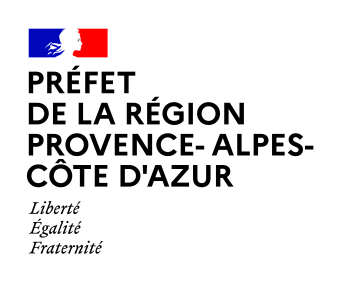 PRÉFET
DE LA RÉGION
PROVENCE- ALPES-
CÔTE D'AZUR
Liberté
Égalité
Fraternité